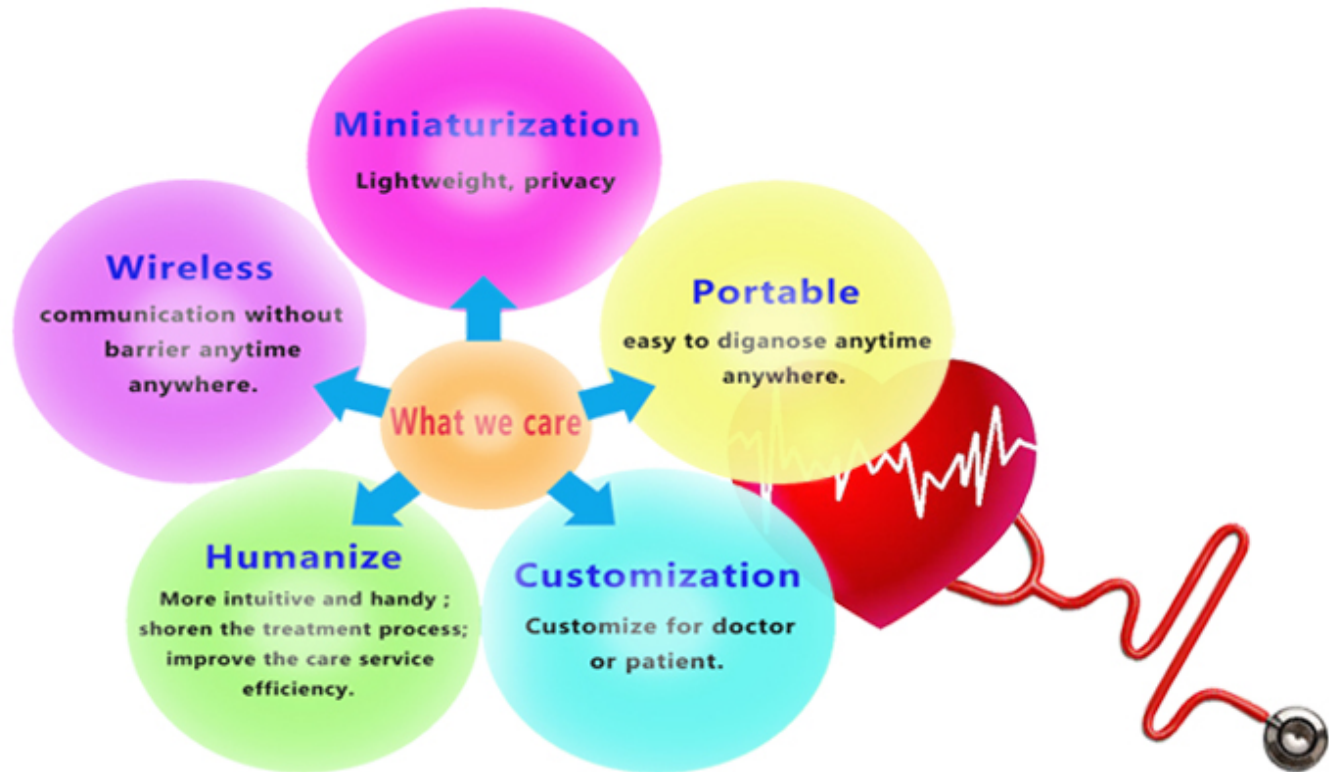 Miniaturization
Lightweight, privacy
Wireless
communication without
barrier anytime
anywhere.
Portable
easy to diganose anytime
anywhere.
What we care
Humanize
More intuitive and handy ;
shoren the treatment process;
improve the care service
efficiency.
Customization
Customize for doctor
or patient.